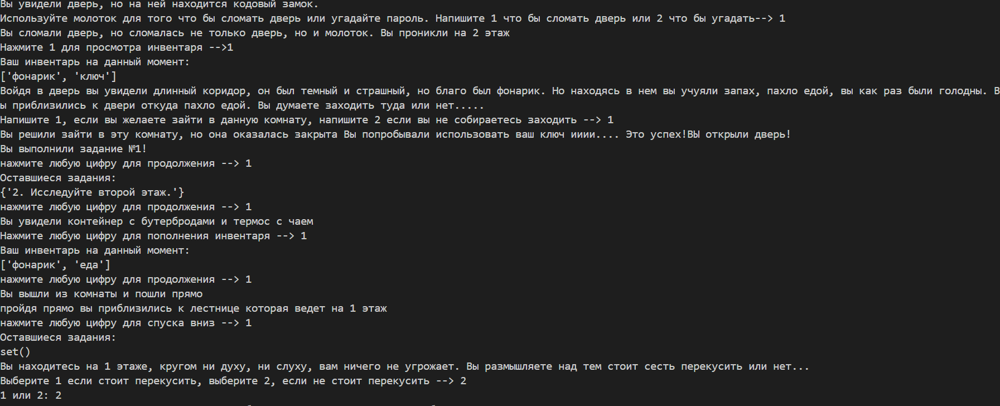 Вы увидели дверь, но на ней находится кодовый замок.
Используйте молоток для того что бы сломать дверь или угадайте пароль. Напишите 1 что бы сломать дверь или 2 что бы угадать--> 1
Вы сломали дверь, но сломалась не только дверь, но и молоток. Вы проникли на 2 этаж
Нажмите 1 для просмотра инвентаря -->1
Ваш инвентарь на данный момент:
['фонарик', 'ключ']
Войдя в дверь вы увидели длинный коридор, он был темный и страшный, но благо был фонарик. Но находясь в нем вы учуяли запах, пахло едой, вы как раз были голодны. В
ы приблизились к двери откуда пахло едой. Вы думаете заходить туда или нет.....
Напишите 1, если вы желаете зайти в данную комнату, напишите 2 если вы не собираетесь заходить --> 1
Вы решили зайти в эту комнату, но она оказалась закрыта Вы попробывали использовать ваш ключ ииии.... Это успех!ВЫ открыли дверь!
Вы выполнили задание №1!
нажмите любую цифру для продолжения --> 1
Оставшиеся задания:
{'2. Исследуйте второй этаж.'}
нажмите любую цифру для продолжения --> 1
Вы увидели контейнер с бутербродами и термос с чаем
Нажмите любую цифру для пополнения инвентаря --> 1
Ваш инвентарь на данный момент:
['фонарик', 'еда']
нажмите любую цифру для продолжения --> 1
Вы вышли из комнаты и пошли прямо
пройдя прямо вы приблизились к лестнице которая ведет на 1 этаж
нажмите любую цифру для спуска вниз --> 1
Оставшиеся задания:
set()
Вы находитесь на 1 этаже, кругом ни духу, ни слуху, вам ничего не угрожает. Вы размышляете над тем стоит сесть перекусить или нет...
Выберите 1 если стоит перекусить, выберите 2, если не стоит перекусить --> 2
1 или 2: 2